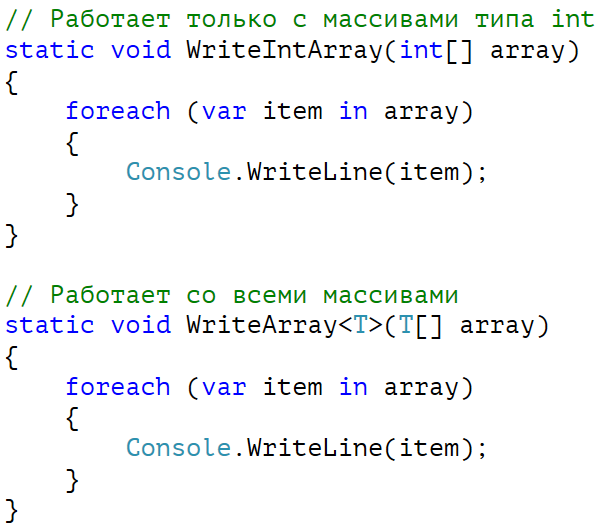 // Работает только с массивами типа int
static void WriteIntArray(int[] array)
{
    foreach (var item in array)
    {
        Console.WriteLine(item);
    }
}

// Работает со всеми массивами
static void WriteArray<T>(T[] array)
{
    foreach (var item in array)
    {
        Console.WriteLine(item);
    }
}